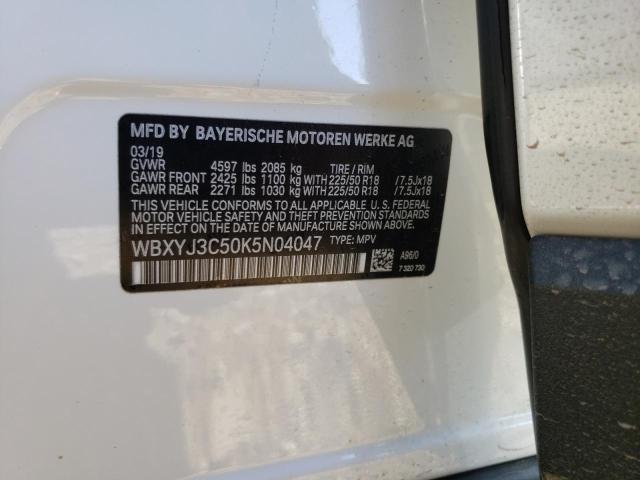 MFD BY BAYERISCHE MOTOREN WERKE AG
03/19
GVWR 4597 lbs 2085 kg TIRE / RIM
GAWR FRONT 2425 lbs 1100 kg WITH 225/50 R18 /7.5Jx18
GAWR REAR 2271 lbs 1030 kg WITH 225/50 R18 /7.5Jx18
THIS VEHICLE CONFORMS TO ALL APPLICABLE U. S. FEDERAL
MOTOR VEHICLE SAFETY AND THEFT PREVENTION STANDARDS
IN EFFECT ON THE DATE OF MANUFACTURE SHOWN ABOVE.
WBXYJ3C50K5N04047 TYPE: MPV
A96/0
7 320 730